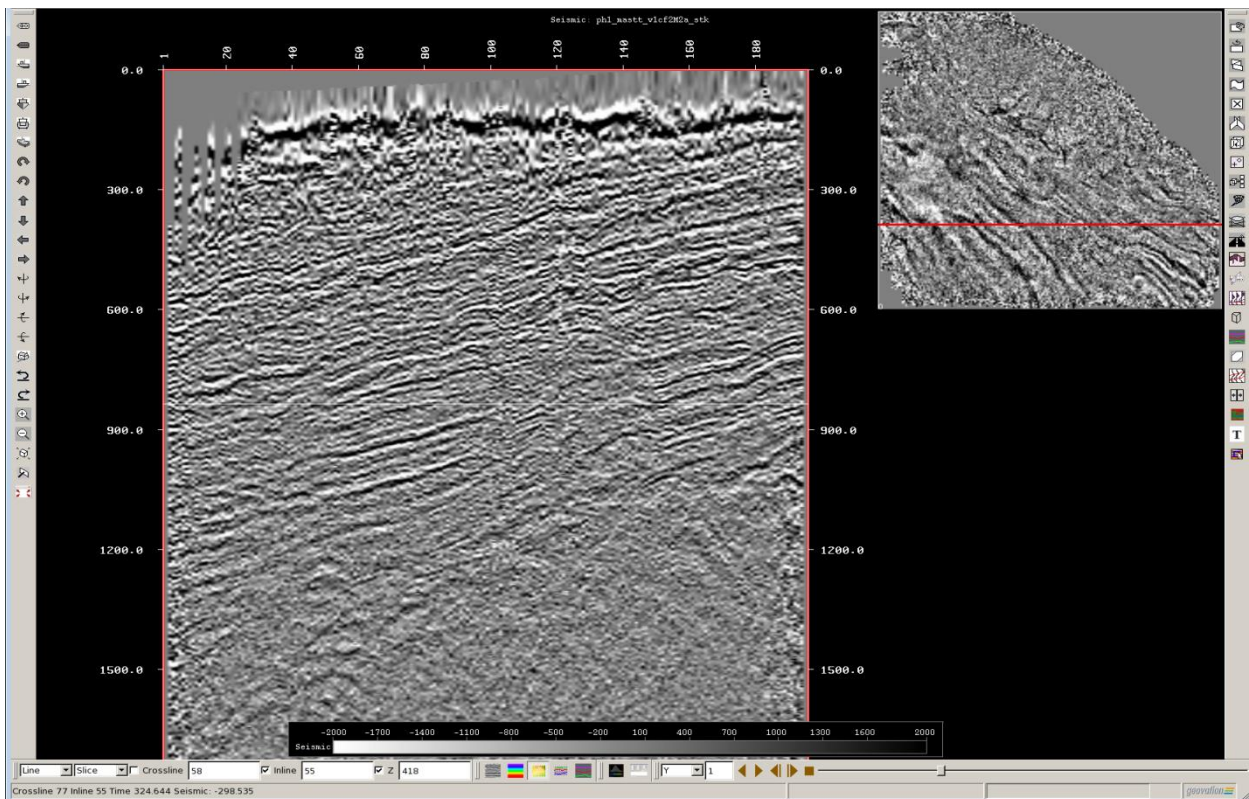 Seismic: ph1_mastt_v1cf2M2a_stk
1 20 40 60 80 100 120 140 160 180
0.0 0.0
300.0 300.0
600.0 600.0
900.0 900.0
1200.0 1200.0
1500.0 1500.0
T
-2000 -1700 -1400 -1100 -800 -500 -200 100 400 700 1000 1300 1600 2000
Seismic
Line Slice Crossline 58 Inline 55 Z 418 Y 1
Crossline 77 Inline 55 Time 324.644 Seismic: -298.535
geovation